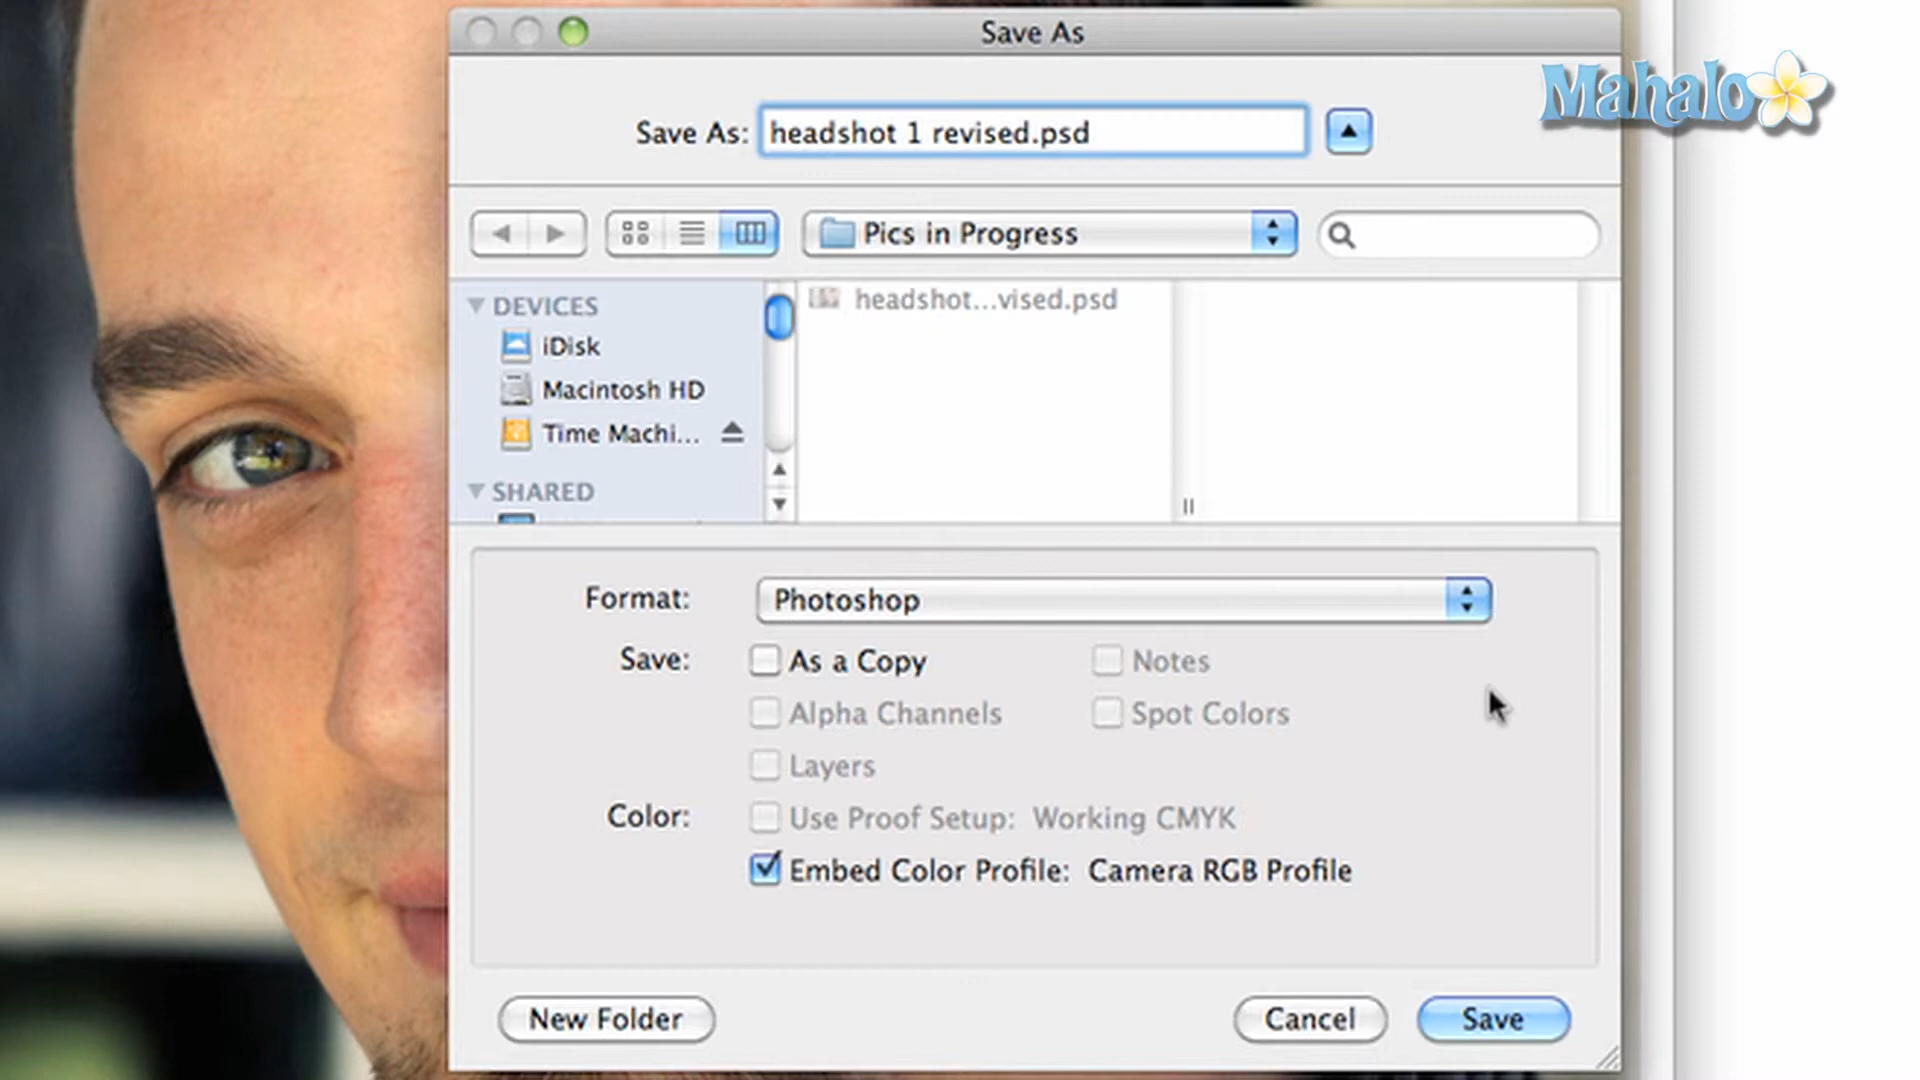 Save As
Mahalo
Save As: headshot 1 revised.psd
Pics in Progress
DEVICES
headshot...vised.psd
iDisk
Macintosh HD
Time Machi...
SHARED
Format: Photoshop
Save: As a Copy Notes
Alpha Channels Spot Colors
Layers
Color: Use Proof Setup: Working CMYK
Embed Color Profile: Camera RGB Profile
New Folder Cancel Save